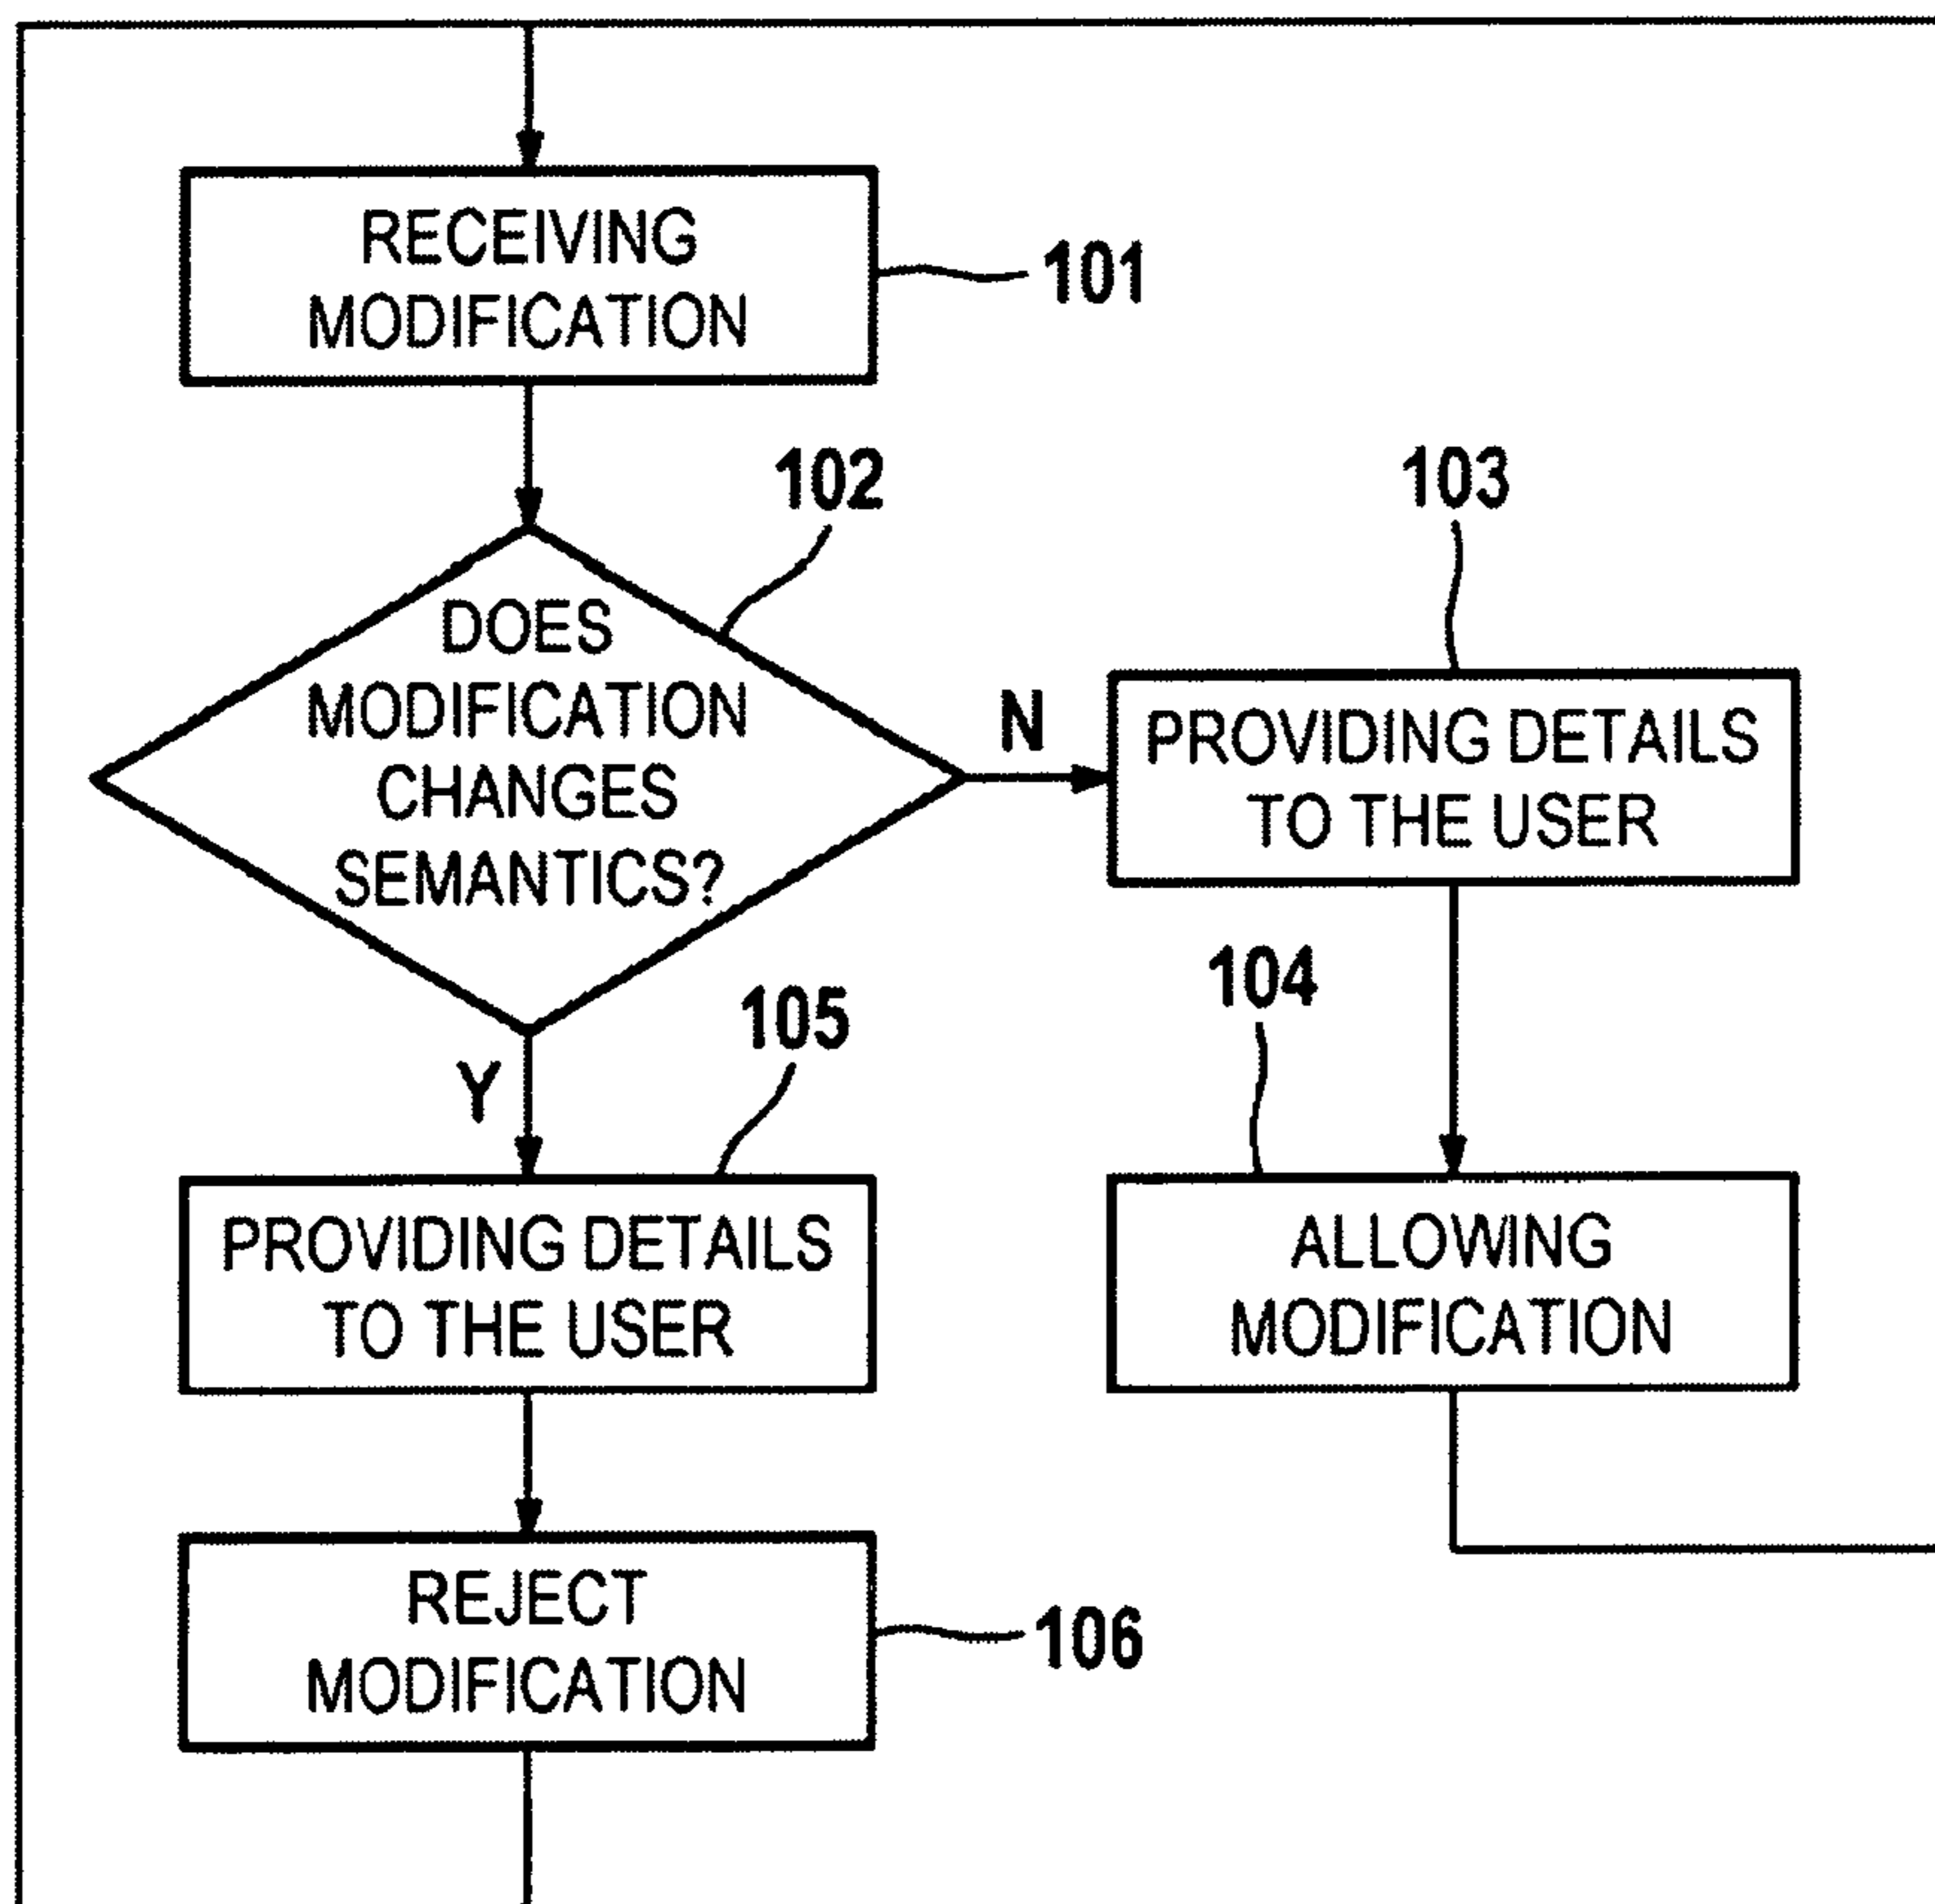 RECEIVING
MODIFICATION
101
102
DOES
MODIFICATION
CHANGES
SEMANTICS?
N
103
PROVIDING DETAILS
TO THE USER
104
ALLOWING
MODIFICATION
Y
105
PROVIDING DETAILS
TO THE USER
REJECT
MODIFICATION
106